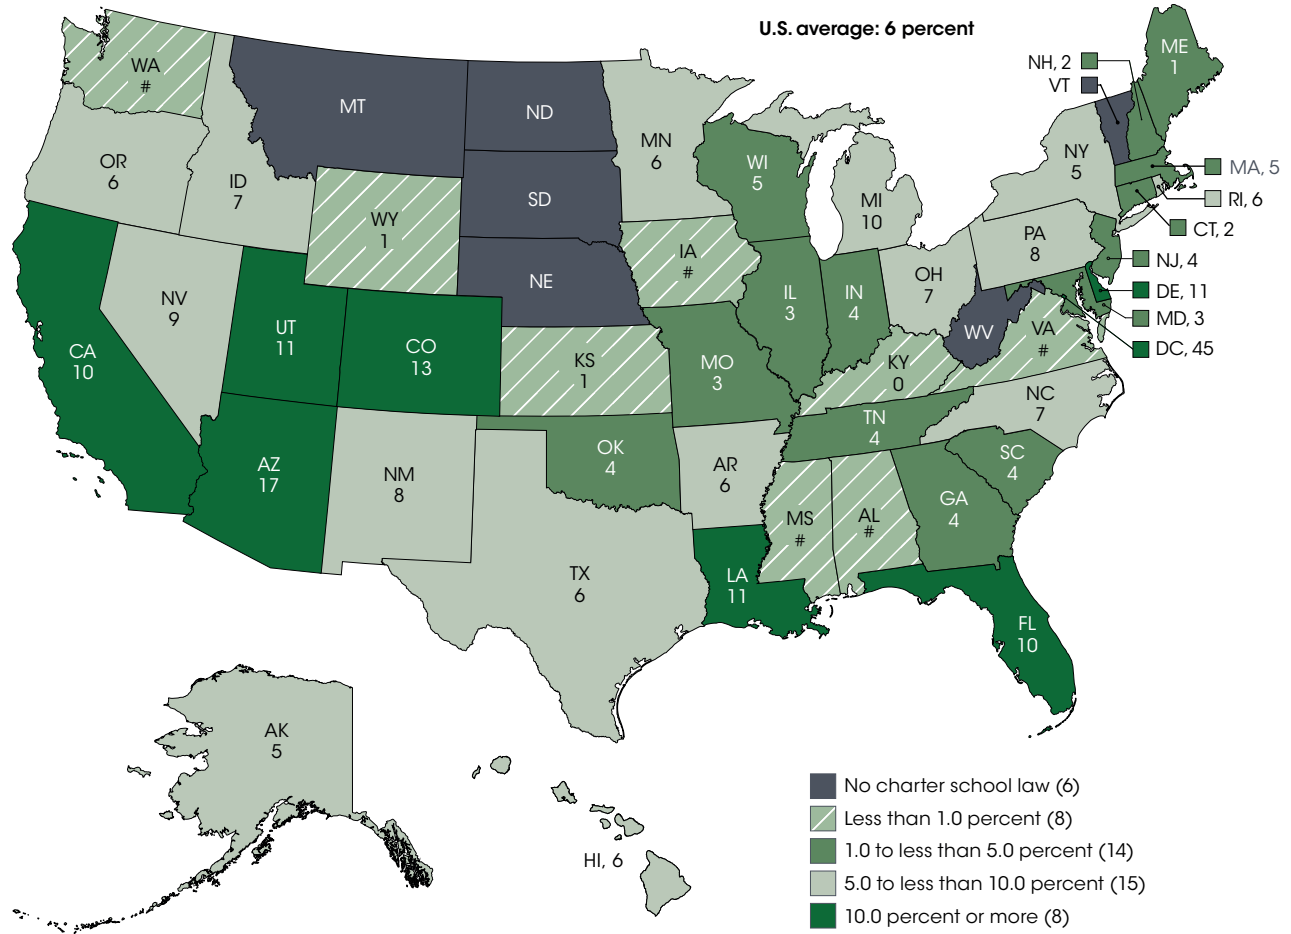 U.S. average: 6 percent
WA
#
MT
ND
MN
6
ME
1
NH, 2
VT
OR
6
ID
7
SD
WI
5
NY
5
MA, 5
RI, 6
CT, 2
WY
1
MI
10
PA
8
NJ, 4
IA
#
NE
OH
7
DE, 11
MD, 3
DC, 45
NV
9
UT
11
CO
13
IL
3
IN
4
WV
VA
#
CA
10
KS
1
MO
3
KY
0
NC
7
TN
4
AZ
17
NM
8
OK
4
AR
6
SC
4
GA
4
MS
#
AL
#
TX
6
LA
11
FL
10
AK
5
HI, 6
No charter school law (6)
Less than 1.0 percent (8)
1.0 to less than 5.0 percent (14)
5.0 to less than 10.0 percent (15)
10.0 percent or more (8)